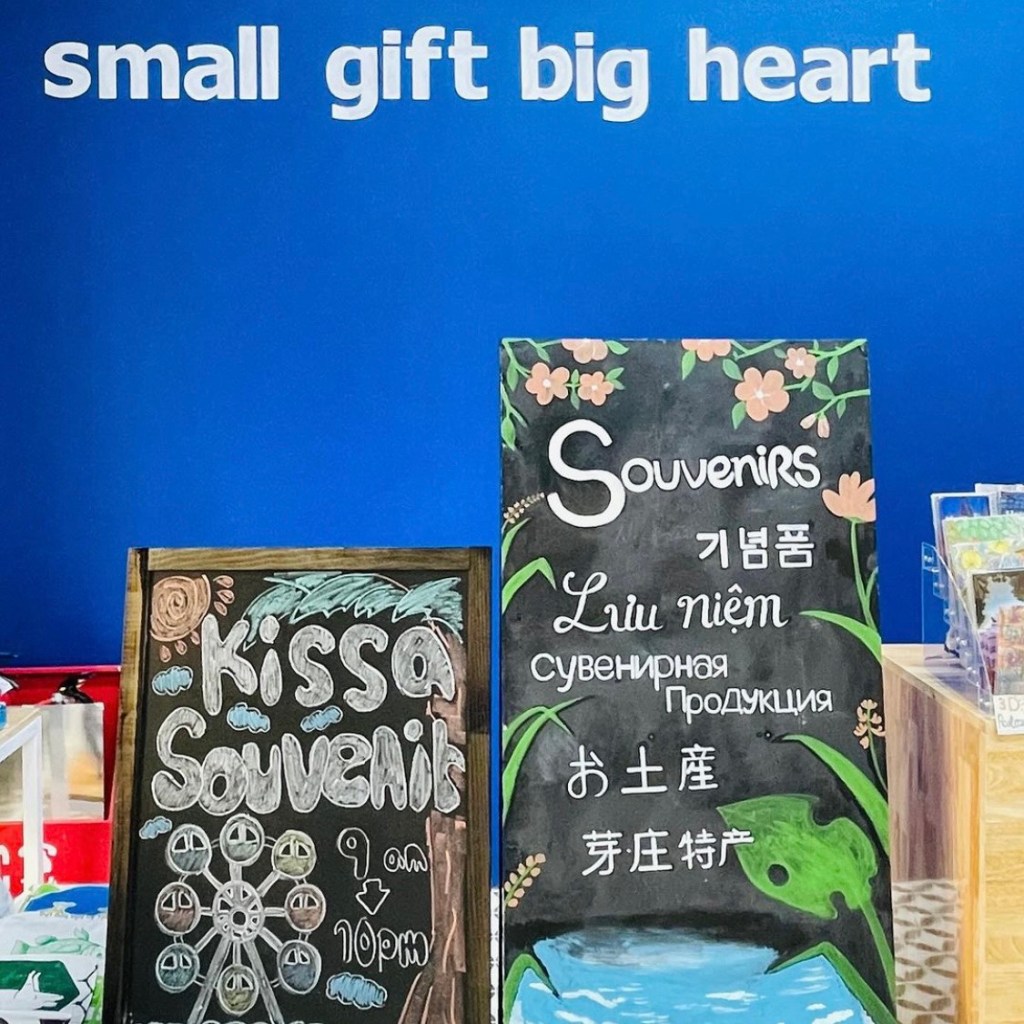 small gift big heart
Kissa
Souvenir
9 am
10pm
Souvenirs
기념품
Lưu niệm
Сувенирная
Продукция
お土産
芽庄特产